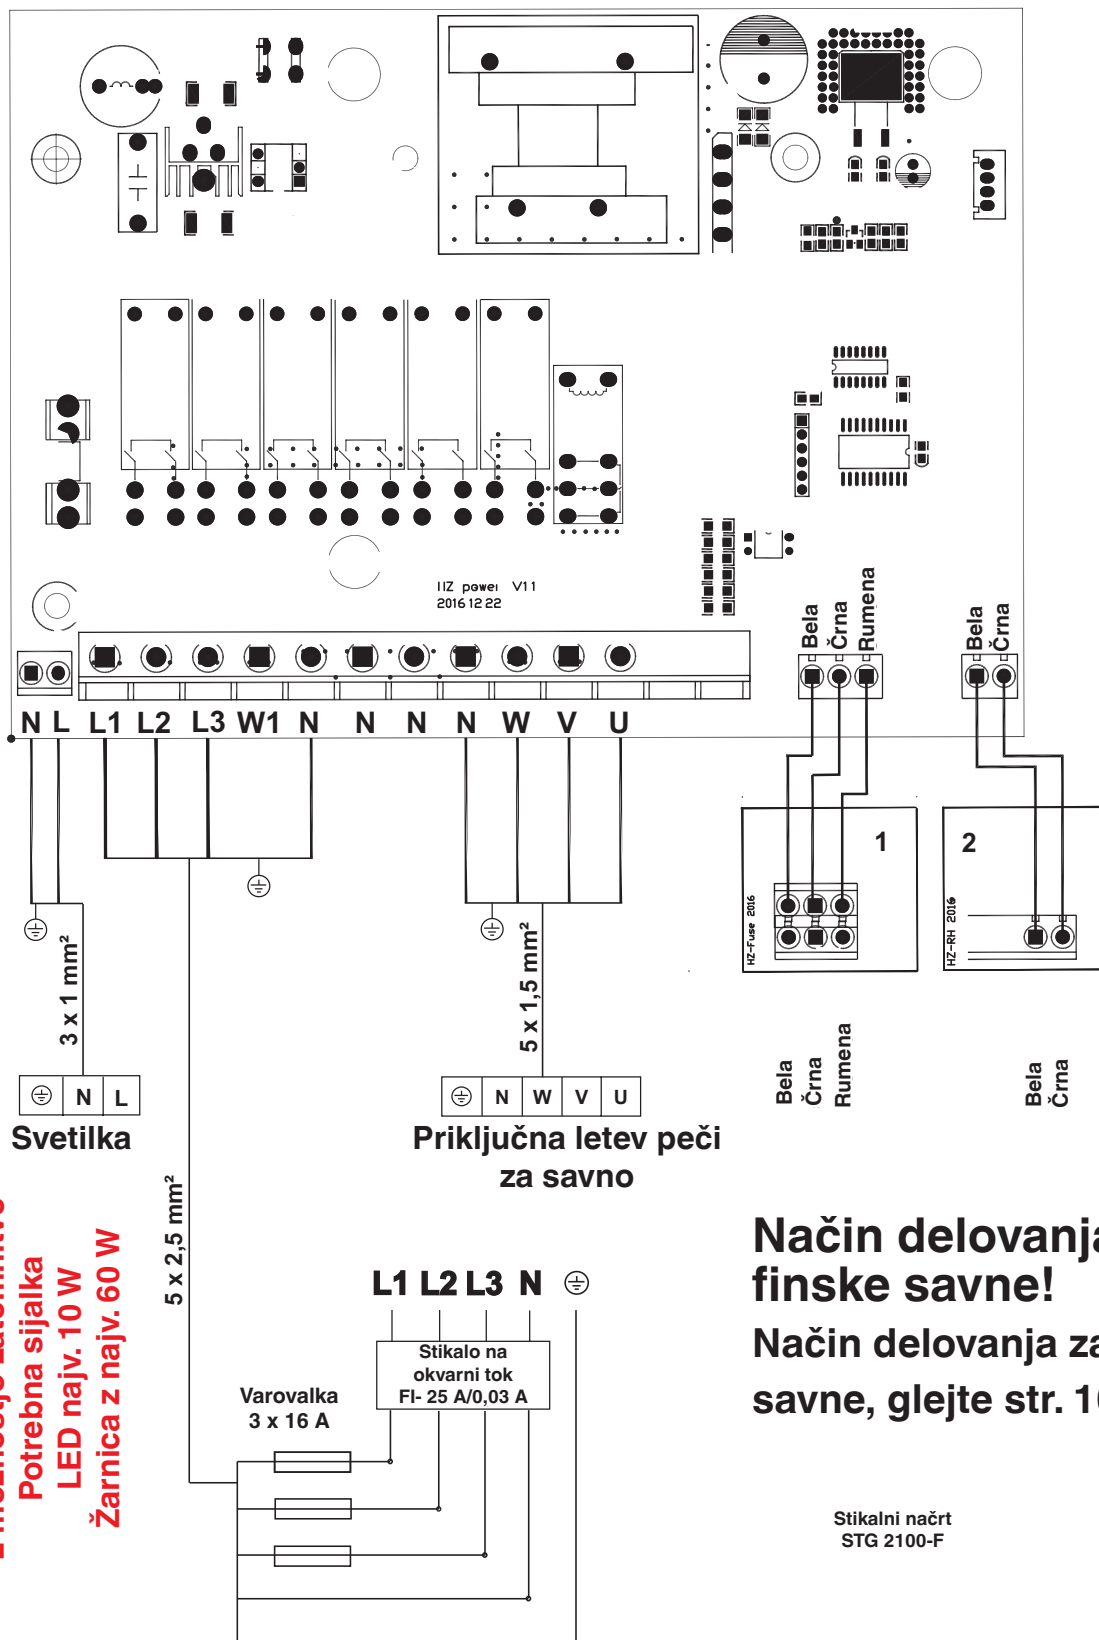 IIZ power V11
2016 12 22
Bela
Črna
Rumena
Bela
Črna
N L L1 L2 L3 W1 N N N N W V U
1
2
HZ-Fuse 2016
HZ-RH 2016
3 x 1 mm²
5 x 1,5 mm²
Bela
Črna
Rumena
Bela
Črna
N L
Svetilka
N W V U
Priključna letev peči
za savno
5 x 2,5 mm²
Potrebna sijalka
LED najv. 10 W
Žarnica z najv. 60 W
L1 L2 L3 N
Stikalo na
okvarni tok
FI- 25 A/0,03 A
Varovalka
3 x 16 A
Način delovanja
finske savne!
Način delovanja za
savne, glejte str. 1
Stikalni načrt
STG 2100-F